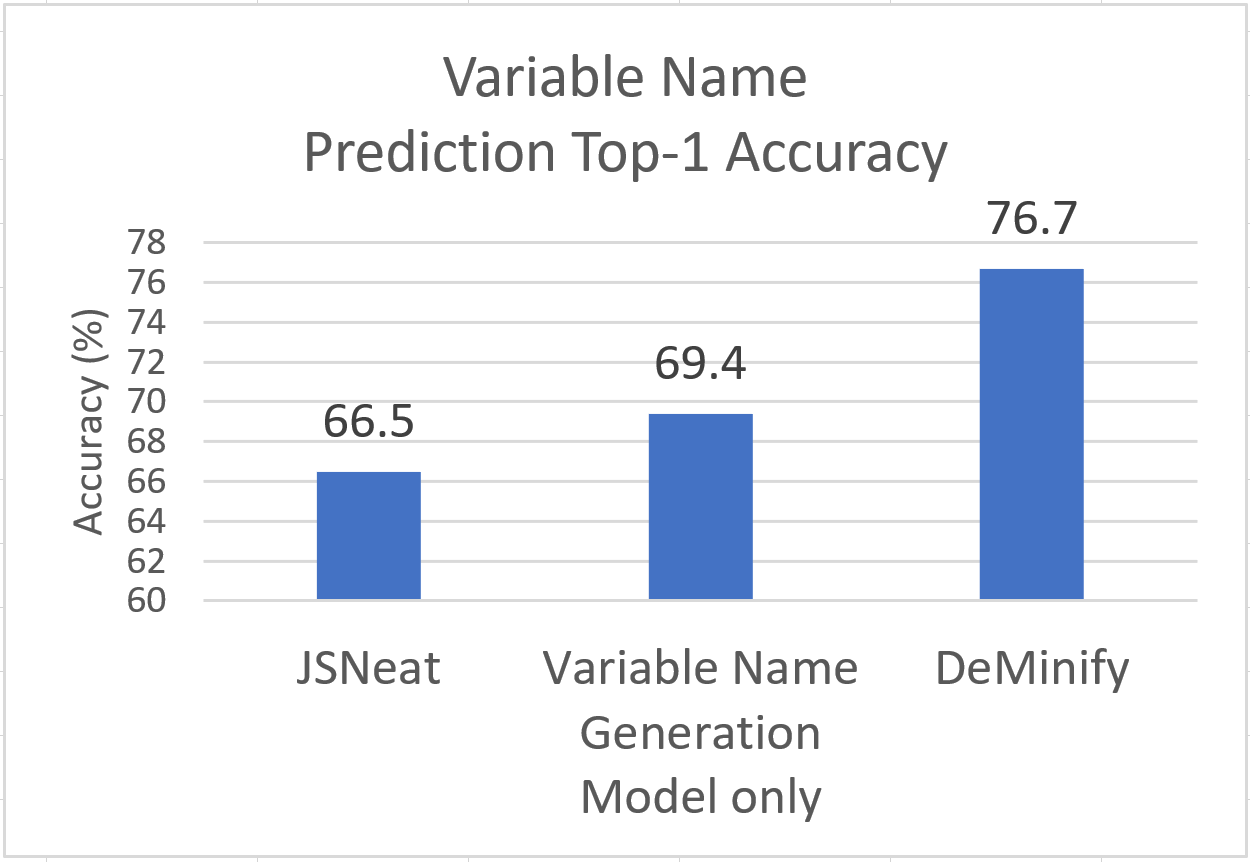 Variable Name
Prediction Top-1 Accuracy
76.7
78
76
74
72
70
68
66
64
62
60
Accuracy (%)
69.4
66.5
JSNeat
Variable Name
Generation
Model only
DeMinify